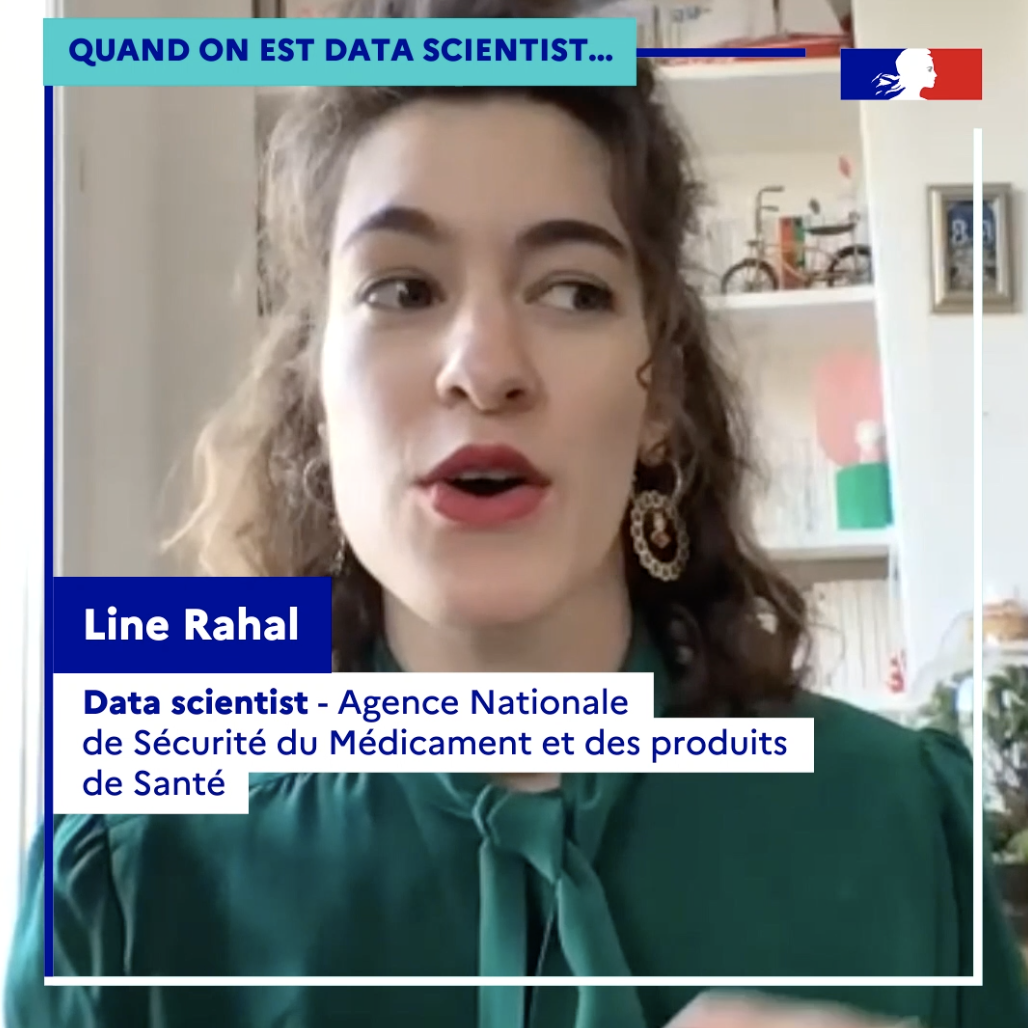 QUAND ON EST DATA SCIENTIST...
Line Rahal
Data scientist - Agence Nationale
de Sécurité du Médicament et des produits
de Santé